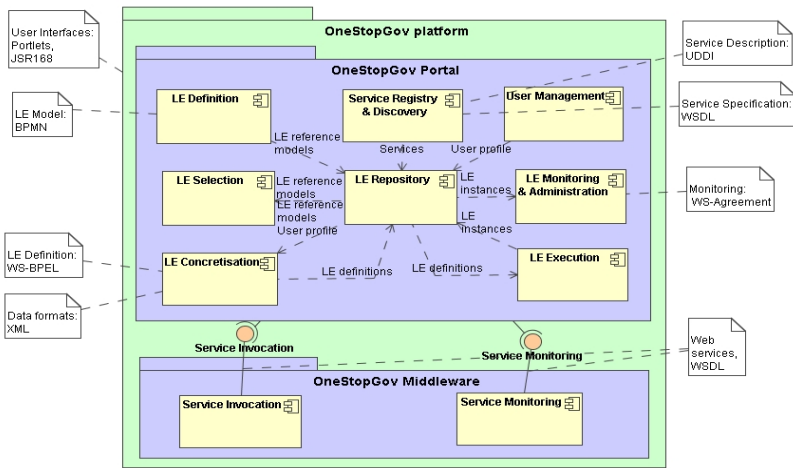 OneStopGov platform
User Interfaces:
Portlets,
JSR168
OneStopGov Portal
Service Description:
UDDI
LE Definition
Service Registry
& Discovery
User Management
LE Model:
BPMN
Service Specification:
WSDL
LE reference
models
Services
User profile
LE Selection
LE reference
models
LE reference
models
User profile
LE Repository
LE
instances
LE Monitoring
& Administration
Monitoring:
WS-Agreement
LE
instances
LE Definition:
WS-BPEL
LE Concretisation
LE definitions
LE definitions
LE Execution
Data formats:
XML
Service Invocation
Service Monitoring
Web
services,
WSDL
OneStopGov Middleware
Service Invocation
Service Monitoring